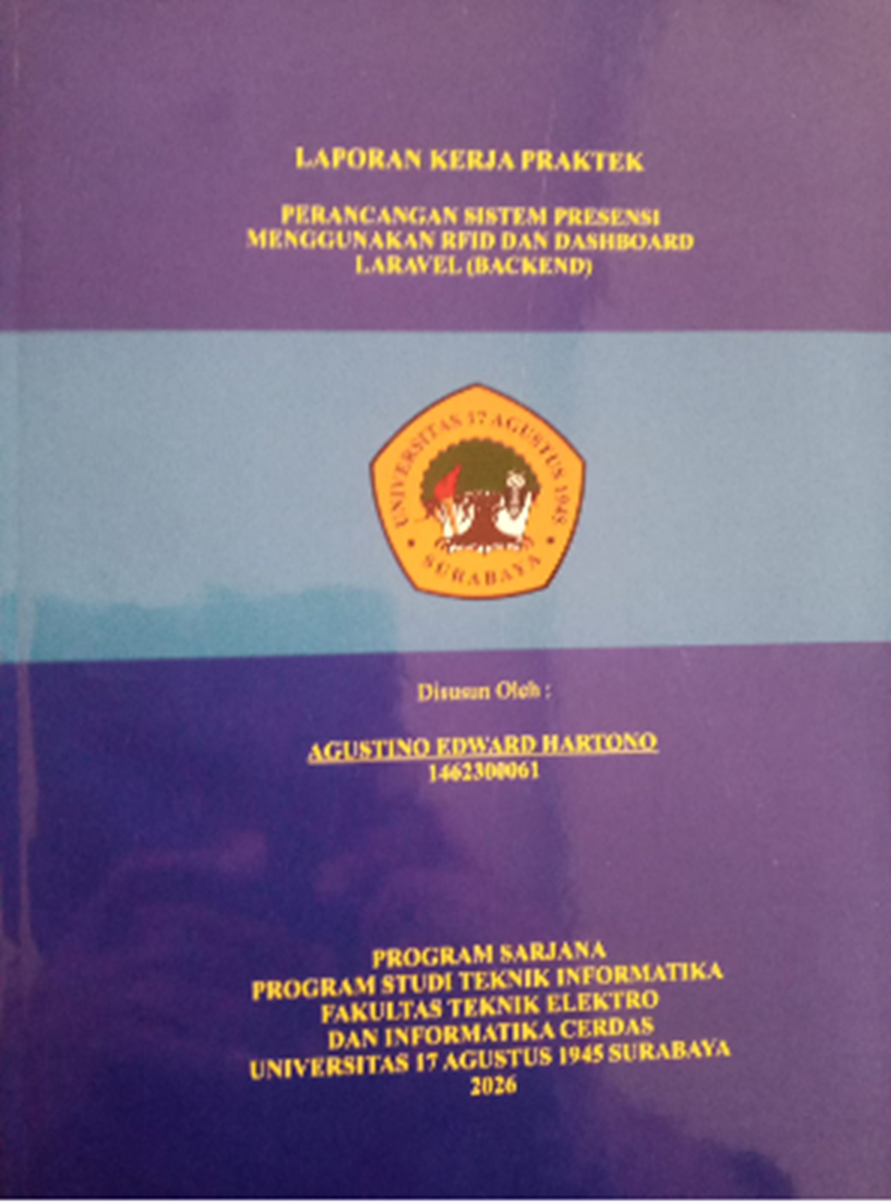 LAPORAN KERJA PRAKTEK
PERANCANGAN SISTEM PRESENSI
MENGGUNAKAN RFID DAN DASHBOARD
LARAVEL (BACKEND)
UNIVERSITAS 17 AGUSTUS 1945
SURABAYA
Disusun Oleh :
AGUSTINO EDWARD HARTONO
1462300061
PROGRAM SARJANA
PROGRAM STUDI TEKNIK INFORMATIKA
FAKULTAS TEKNIK ELEKTRO
DAN INFORMATIKA CERDAS
UNIVERSITAS 17 AGUSTUS 1945 SURABAYA
2026